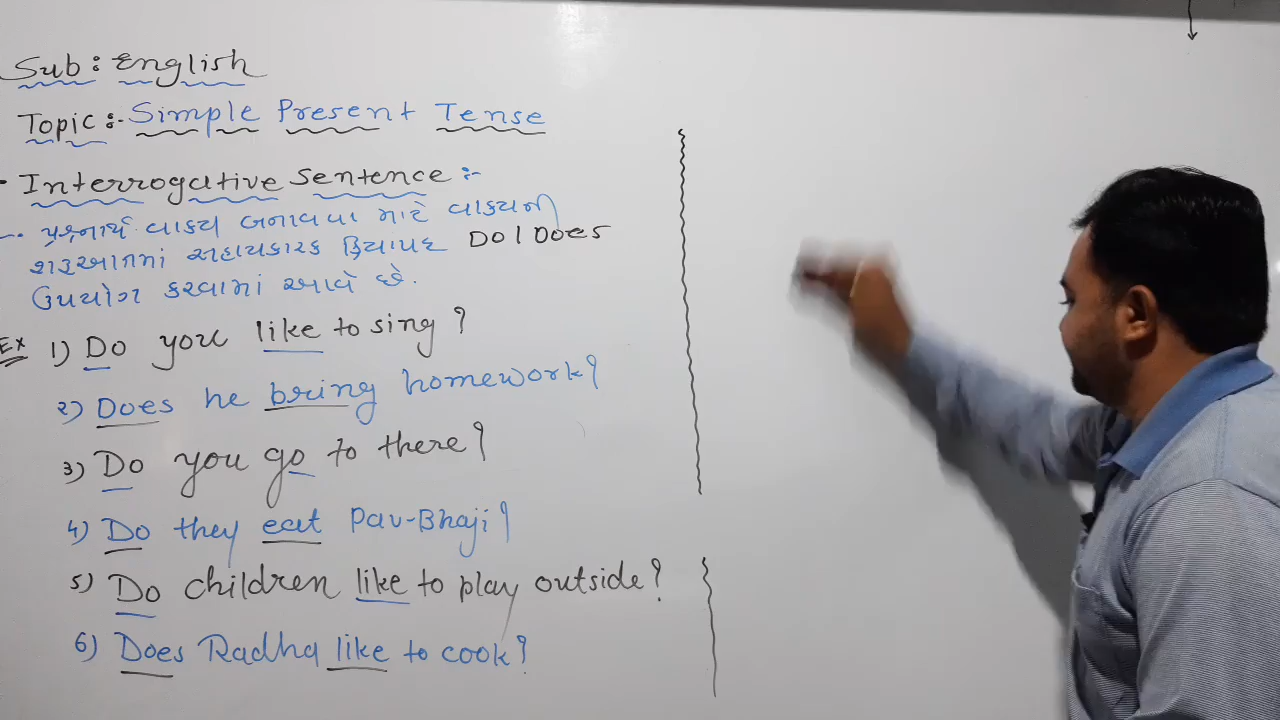 Sub : English
Topic :- Simple Present Tense
• Interrogative Sentence :-
→ પ્રશ્નાર્થ વાક્ય બનાવવા માટે વાક્યની
શરૂઆતમાં સહાયકારક ક્રિયાપદ Do / Does
ઉપયોગ કરવામાં આવે છે.
Ex 1) Do you like to sing ?
2) Does he bring homework?
3) Do you go to there?
4) Do they eat Pav-Bhaji?
5) Do children like to play outside?
6) Does Radha like to cook?